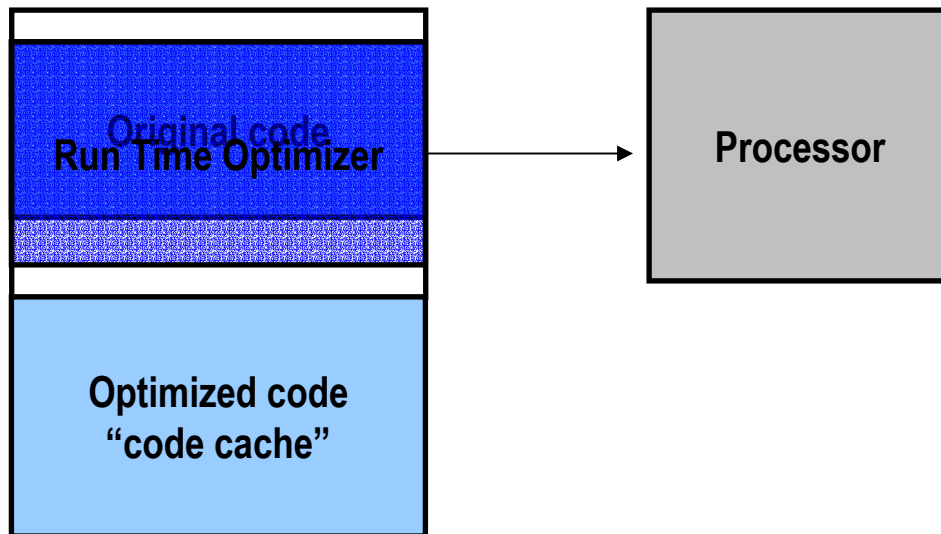 Original code
Run Time Optimizer
Processor
Optimized code
“code cache”